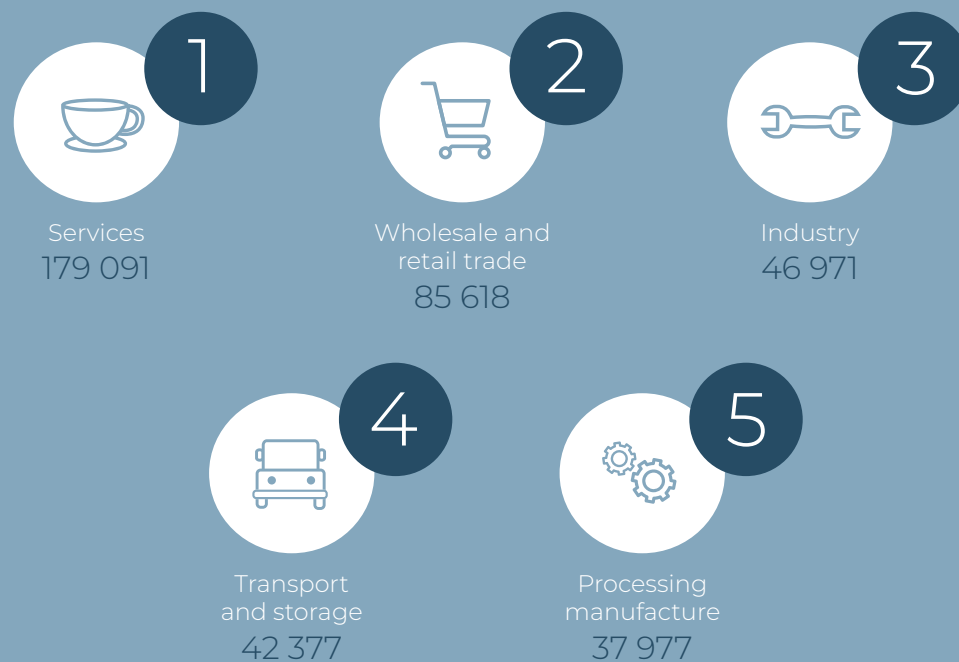 1
Services
179 091
2
Wholesale and
retail trade
85 618
3
Industry
46 971
4
Transport
and storage
42 377
5
Processing
manufacture
37 977